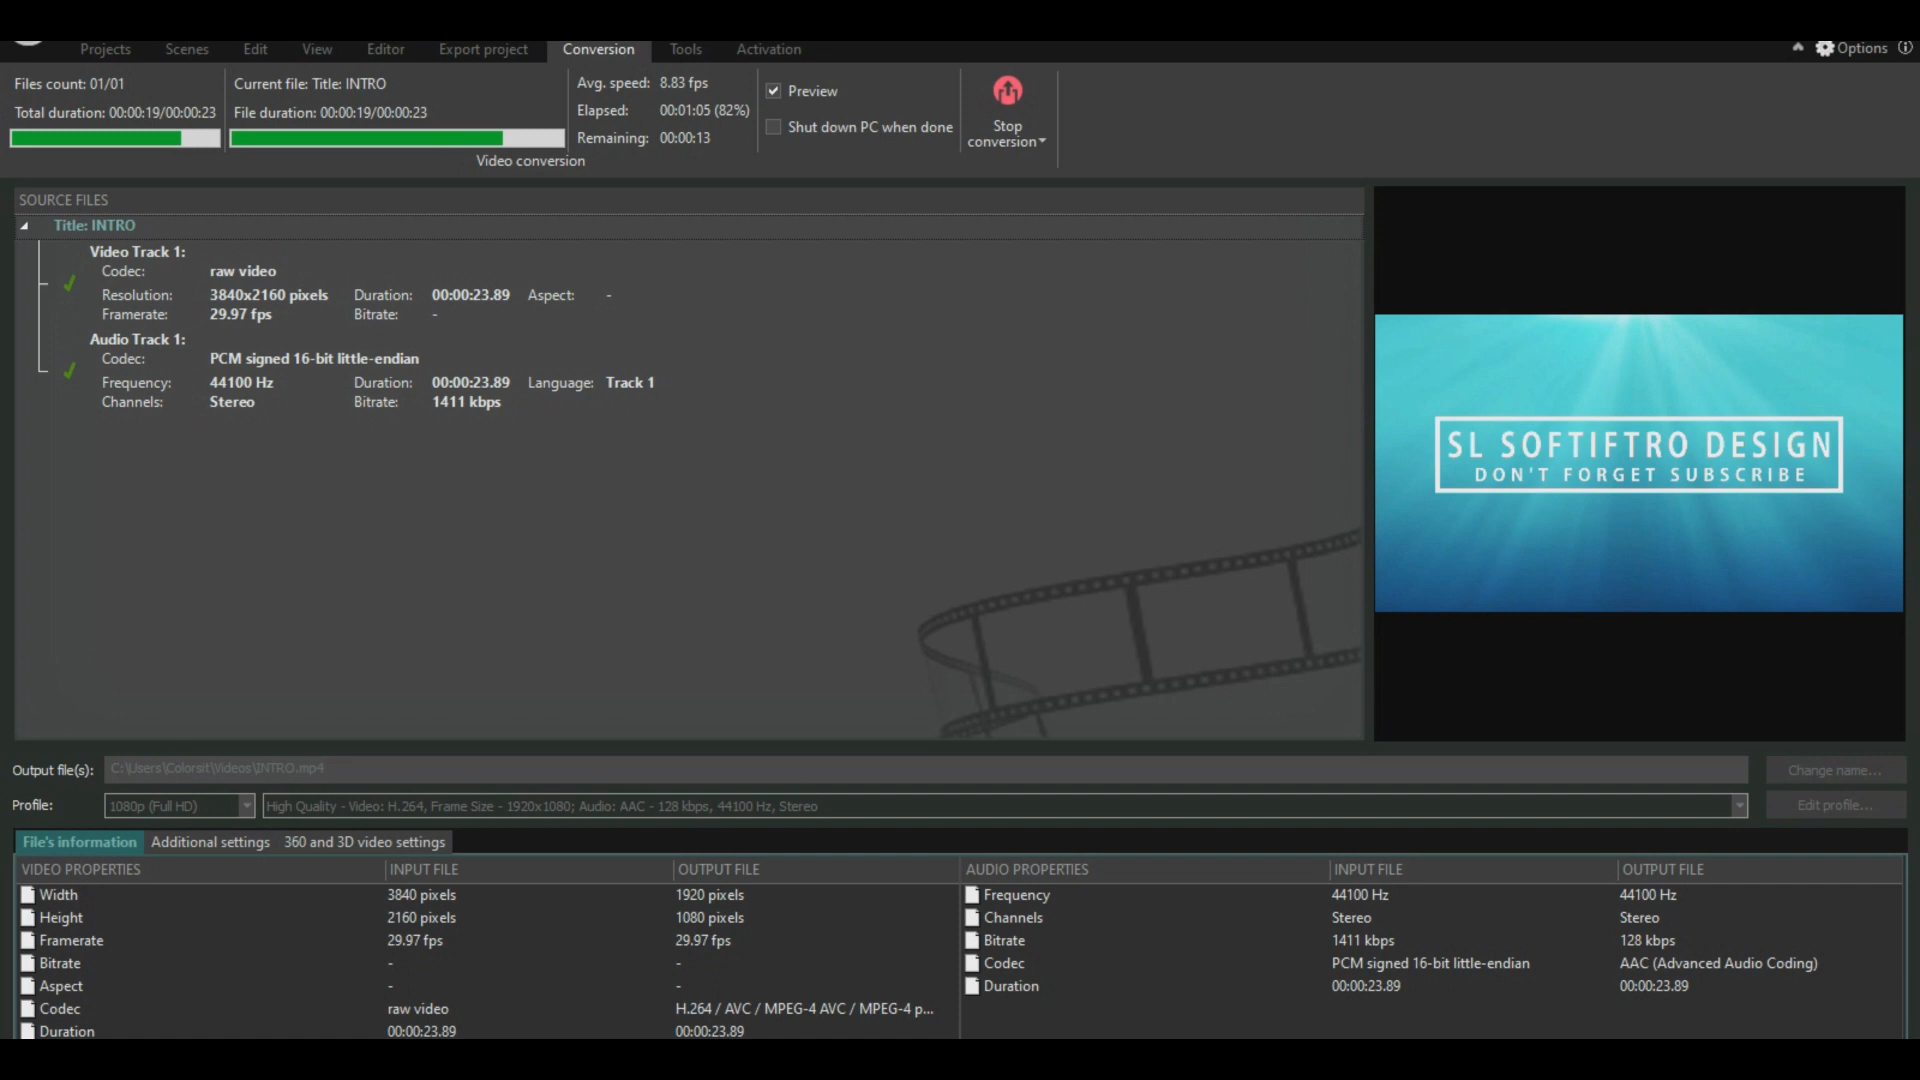 Projects Scenes Edit View Editor Export project Conversion Tools Activation Options
Files count: 01/01
Total duration: 00:00:19/00:00:23
Current file: Title: INTRO
File duration: 00:00:19/00:00:23
Avg. speed: 8.83 fps
Elapsed: 00:01:05 (82%)
Remaining: 00:00:13
Video conversion
Preview
Shut down PC when done
Stop
conversion
SOURCE FILES
Title: INTRO
Video Track 1:
Codec: raw video
Resolution: 3840x2160 pixels Duration: 00:00:23.89 Aspect: -
Framerate: 29.97 fps Bitrate: -
Audio Track 1:
Codec: PCM signed 16-bit little-endian
Frequency: 44100 Hz Duration: 00:00:23.89 Language: Track 1
Channels: Stereo Bitrate: 1411 kbps
SL SOFTIFTRO DESIGN
DON'T FORGET SUBSCRIBE
Output file(s): C:\Users\Colorsit\Videos\INTRO.mp4 Change name...
Profile: 1080p (Full HD) High Quality - Video: H.264, Frame Size - 1920x1080; Audio: AAC - 128 kbps, 44100 Hz, Stereo Edit profile...
File's information Additional settings 360 and 3D video settings
VIDEO PROPERTIES INPUT FILE OUTPUT FILE
Width 3840 pixels 1920 pixels
Height 2160 pixels 1080 pixels
Framerate 29.97 fps 29.97 fps
Bitrate - -
Aspect - -
Codec raw video H.264 / AVC / MPEG-4 AVC / MPEG-4 p...
Duration 00:00:23.89 00:00:23.89
AUDIO PROPERTIES INPUT FILE OUTPUT FILE
Frequency 44100 Hz 44100 Hz
Channels Stereo Stereo
Bitrate 1411 kbps 128 kbps
Codec PCM signed 16-bit little-endian AAC (Advanced Audio Coding)
Duration 00:00:23.89 00:00:23.89